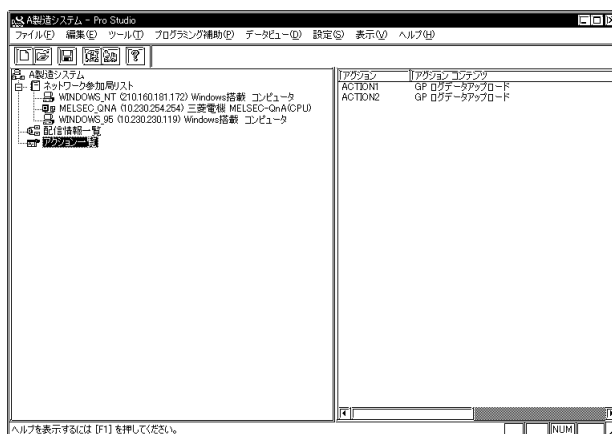 A製造システム - Pro Studio
ファイル(F) 編集(E) ツール(T) プログラミング補助(P) データビュー(D) 設定(S) 表示(V) ヘルプ(H)
A製造システム
ネットワーク参加局リスト
WINDOWS_NT (210.160.181.172) Windows搭載 コンピュータ
MELSEC_QNA (10.230.254.254) 三菱電機 MELSEC-QnA(CPU)
WINDOWS_95 (10.230.230.119) Windows搭載 コンピュータ
配信情報一覧
アクション一覧
アクション アクション コンテンツ
ACTION1 GP ログデータアップロード
ACTION2 GP ログデータアップロード
ヘルプを表示するには [F1] を押してください。 NUM